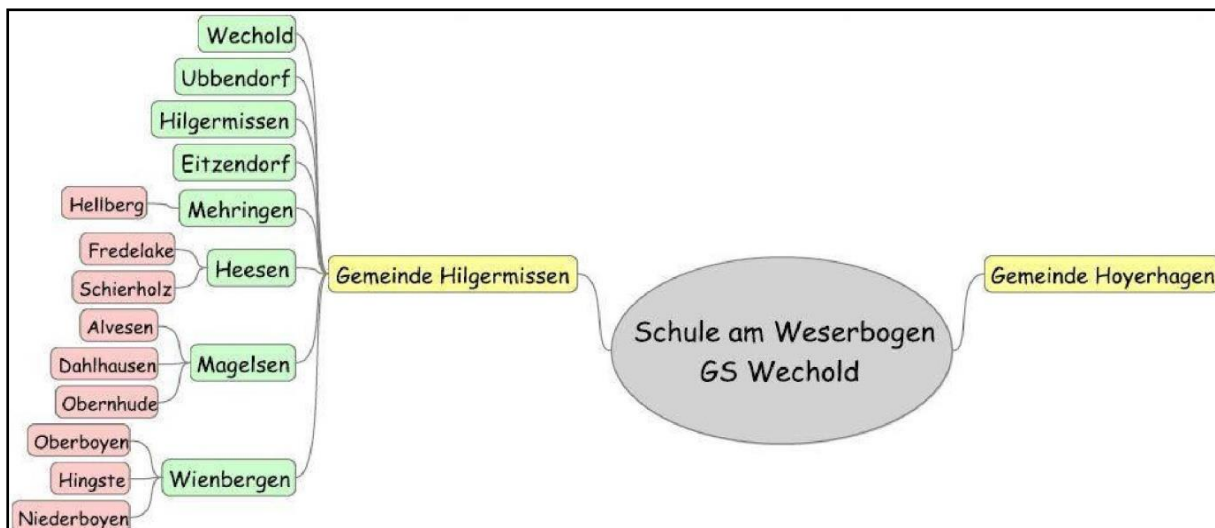 Wechold
Ubbendorf
Hilgermissen
Eitzendorf
Hellberg
Mehringen
Fredelake
Schierholz
Heesen
Alvesen
Dahlhausen
Obernhude
Magelsen
Oberboyen
Hingste
Niederboyen
Wienbergen
Gemeinde Hilgermissen
Schule am Weserbogen
GS Wechold
Gemeinde Hoyerhagen